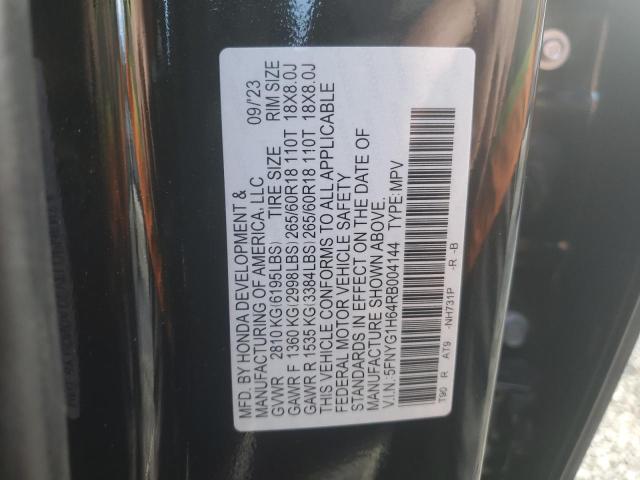 MFD. BY HONDA DEVELOPMENT &
MANUFACTURING OF AMERICA, LLC 09/'23
GVWR 2810 KG(6195LBS) TIRE SIZE RIM SIZE
GAWR F 1360 KG(2998LBS) 265/60R18 110T 18X8.0J
GAWR R 1535 KG(3384LBS) 265/60R18 110T 18X8.0J
THIS VEHICLE CONFORMS TO ALL APPLICABLE
FEDERAL MOTOR VEHICLE SAFETY
STANDARDS IN EFFECT ON THE DATE OF
MANUFACTURE SHOWN ABOVE.
V.I.N. 5FNYG1H64RB004144 TYPE: MPV
T90 R AT9 -NH731P -R -B